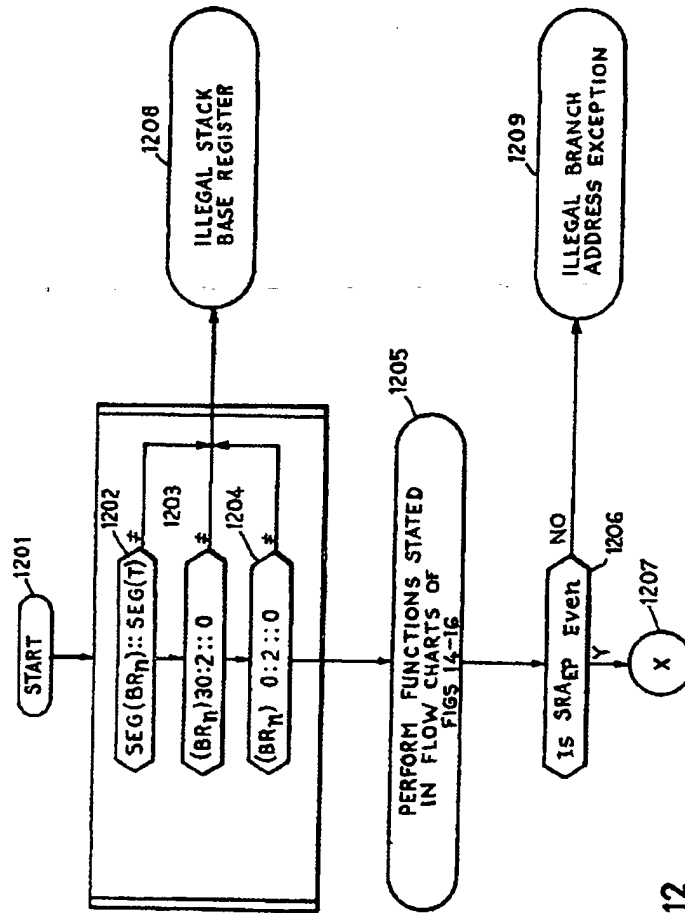 1201
START
1202
SEG(BRn)::SEG(T)
≠
1203
(BRn)30:2::0
≠
1204
(BRn) 0:2::0
≠
1208
ILLEGAL STACK
BASE REGISTER
1205
PERFORM FUNCTIONS STATED
IN FLOW CHARTS OF
FIGS 14-16
Is SRAEP Even
NO
1206
Y
1209
ILLEGAL BRANCH
ADDRESS EXCEPTION
1207
X
12